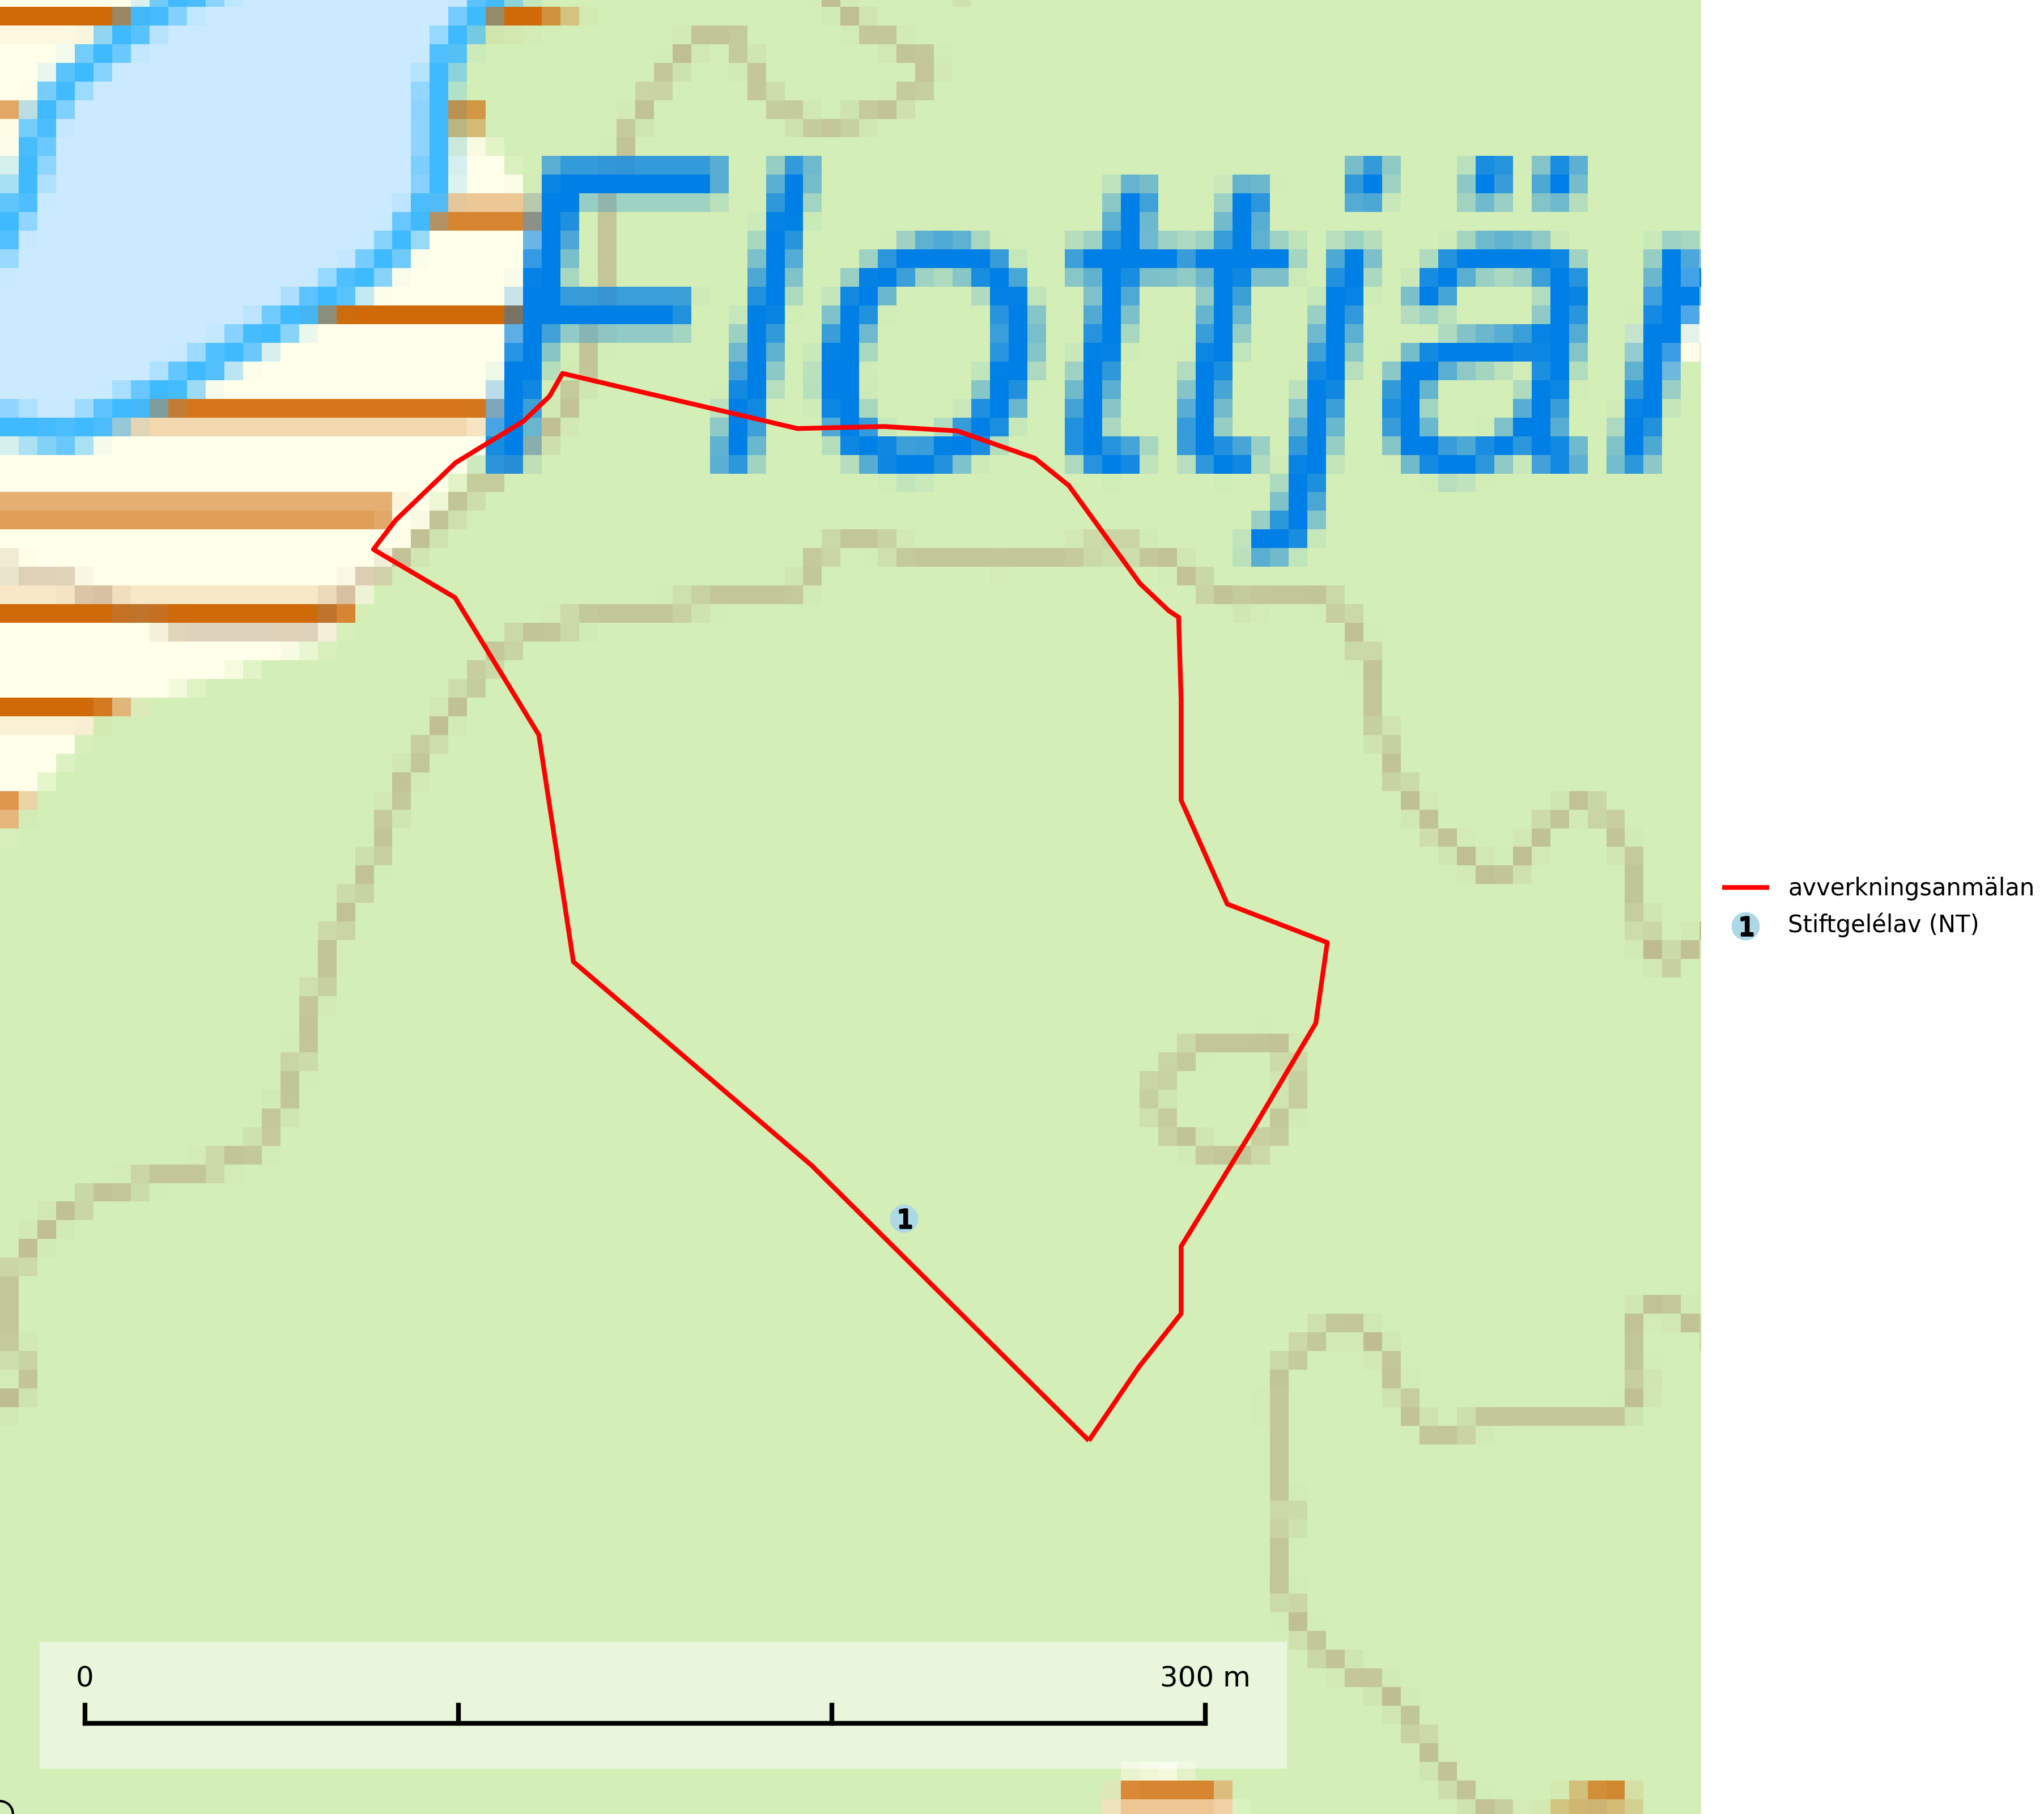 Flottjär
avverkningsanmälan
1 Stiftgelélav (NT)
1
0 300 m